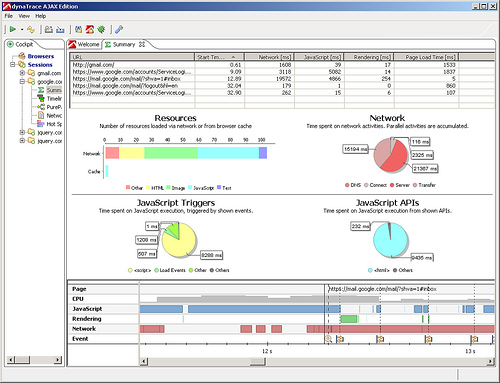 dynaTrace AJAX Edition
File View Help
Cockpit
Welcome Summary
Browsers
Sessions
gmail.com
google.co
Summ
Timelin
PureP
Netwo
Hot Sp
jquery.cor
jquery.cor
URL Start Tim... Network [ms] JavaScript [ms] Rendering [ms] Page Load Time [ms]
http://gmail.com/ 0.61 1608 39 17 1533
https://www.google.com/accounts/ServiceLogi... 9.09 3118 5082 14 1837
https://mail.google.com/mail/?shva=1#inbox 12.89 19572 4866 254 5
https://mail.google.com/mail/?logout&hl=en 32.04 179 1 0 860
https://www.google.com/accounts/ServiceLogi... 32.90 262 15 6 107
Resources
Number of resources loaded via network or from browser cache
0 10 20 30 40 50 60 70 80 90 100
Network
Cache
Other HTML Image JavaScript Text
Network
Time spent on network activities. Parallel activities are accumulated.
116 ms
15194 ms
2325 ms
21367 ms
DNS Connect Server Transfer
JavaScript Triggers
Time spent on JavaScript execution, triggered by shown events.
1 ms
1208 ms
507 ms
8288 ms
<script> Load Events Other Others
JavaScript APIs
Time spent on JavaScript execution from shown APIs.
232 ms
9435 ms
<html> Others
Page https://mail.google.com/mail/?shva=1#inbox
CPU
JavaScript
Rendering
Network
Event
12 s 13 s